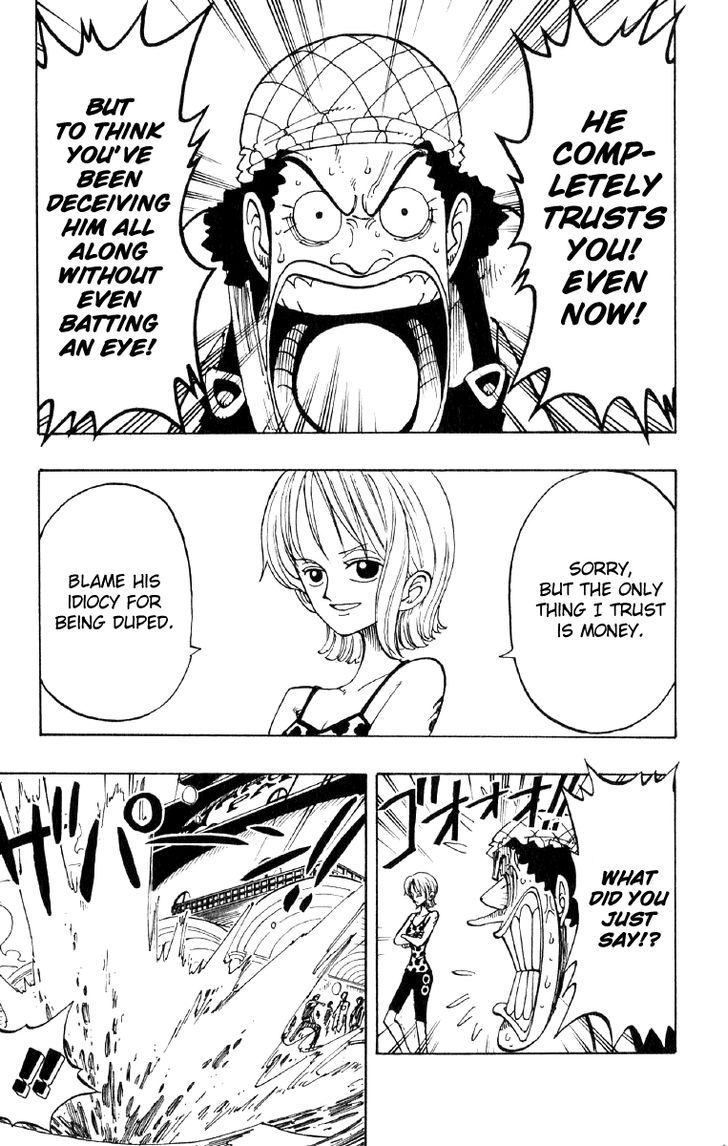 HE
COMP-
LETELY
TRUSTS
YOU!
EVEN
NOW!
BUT
TO THINK
YOU'VE
BEEN
DECEIVING
HIM ALL
ALONG
WITHOUT
EVEN
BATTING
AN EYE!
SORRY,
BUT THE ONLY
THING I TRUST
IS MONEY.
BLAME HIS
IDIOCY FOR
BEING DUPED.
WHAT
DID YOU
JUST
SAY!?
ゴオオオ!!
ザパ
!!!